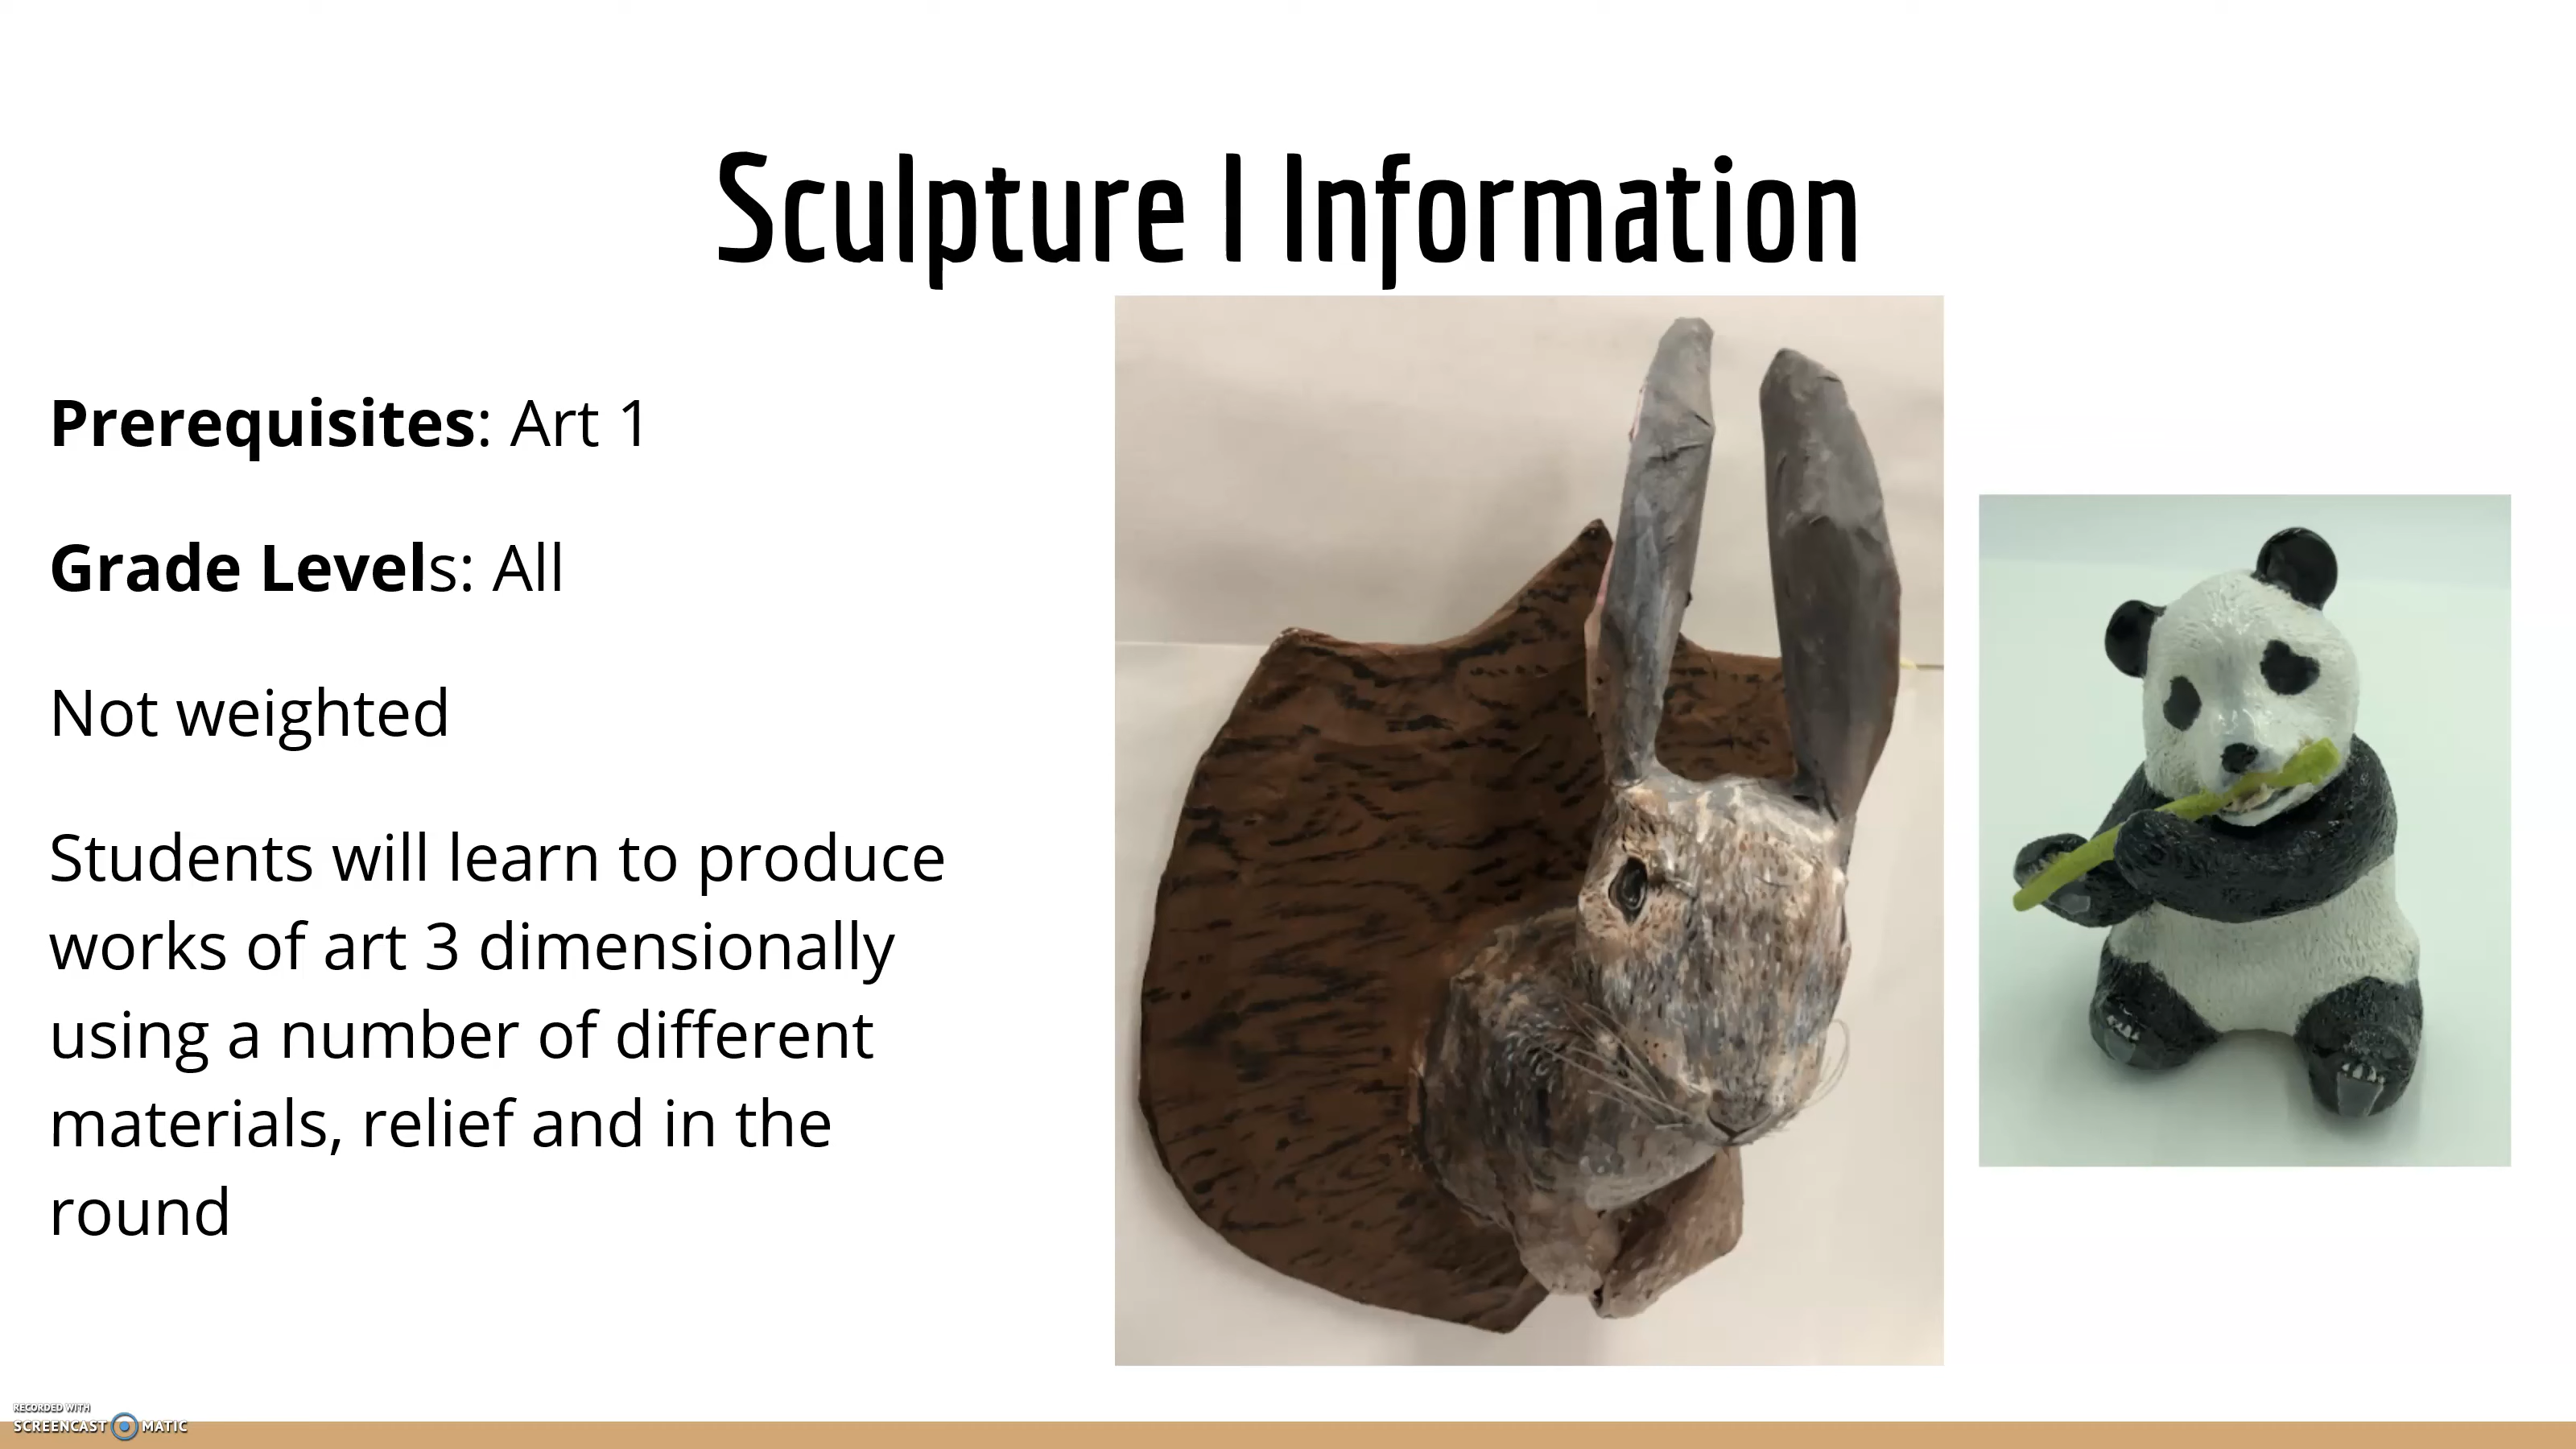 Sculpture I Information
Prerequisites: Art 1
Grade Levels: All
Not weighted
Students will learn to produce
works of art 3 dimensionally
using a number of different
materials, relief and in the
round
RECORDED WITH
SCREENCAST MATIC